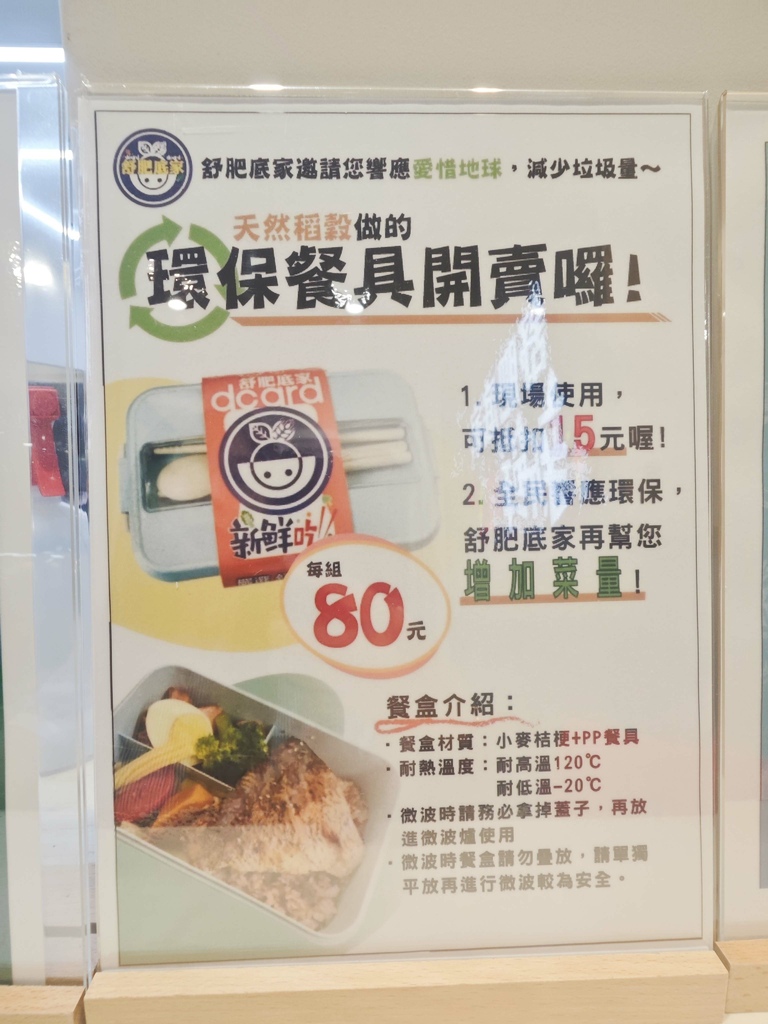 舒肥底家
舒肥底家邀請您響應愛惜地球，減少垃圾量～
天然稻穀做的
環保餐具開賣囉！
舒肥底家
dcard
新鮮吃
每組
80元
1. 現場使用，
可抵扣15元喔！
2. 全民響應環保，
舒肥底家再幫您
增加菜量！
餐盒介紹：
·餐盒材質：小麥桔梗+PP餐具
·耐熱溫度：耐高溫120℃
耐低溫-20℃
·微波時請務必拿掉蓋子，再放
進微波爐使用
·微波時餐盒請勿疊放，請單獨
平放再進行微波較為安全。